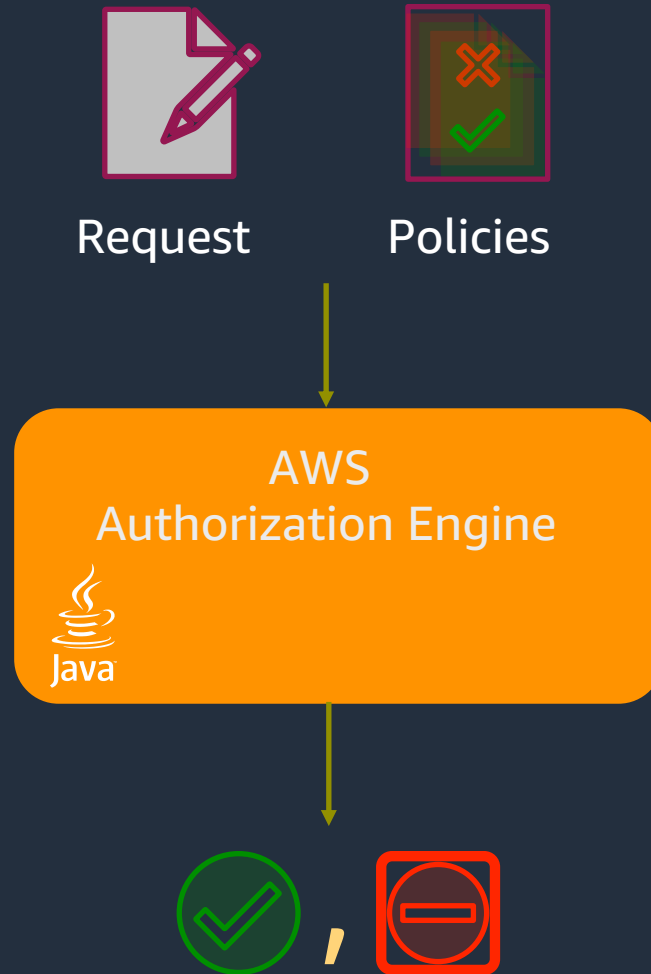 Request
Policies
AWS
Authorization Engine
Java
,